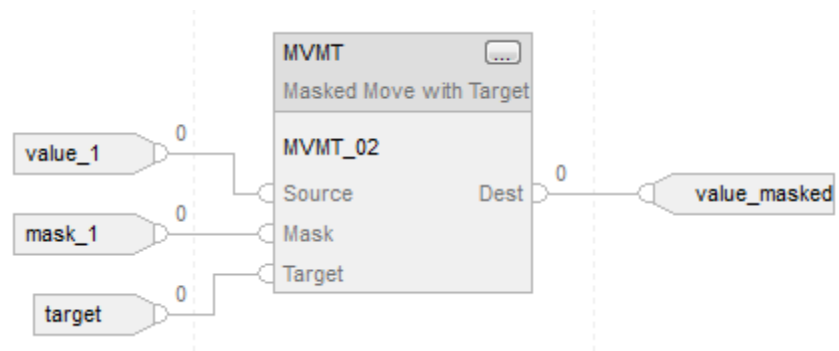 MVMT
...
Masked Move with Target
MVMT_02
0
value_1
Source
Dest
0
value_masked
0
mask_1
Mask
Target
0
target